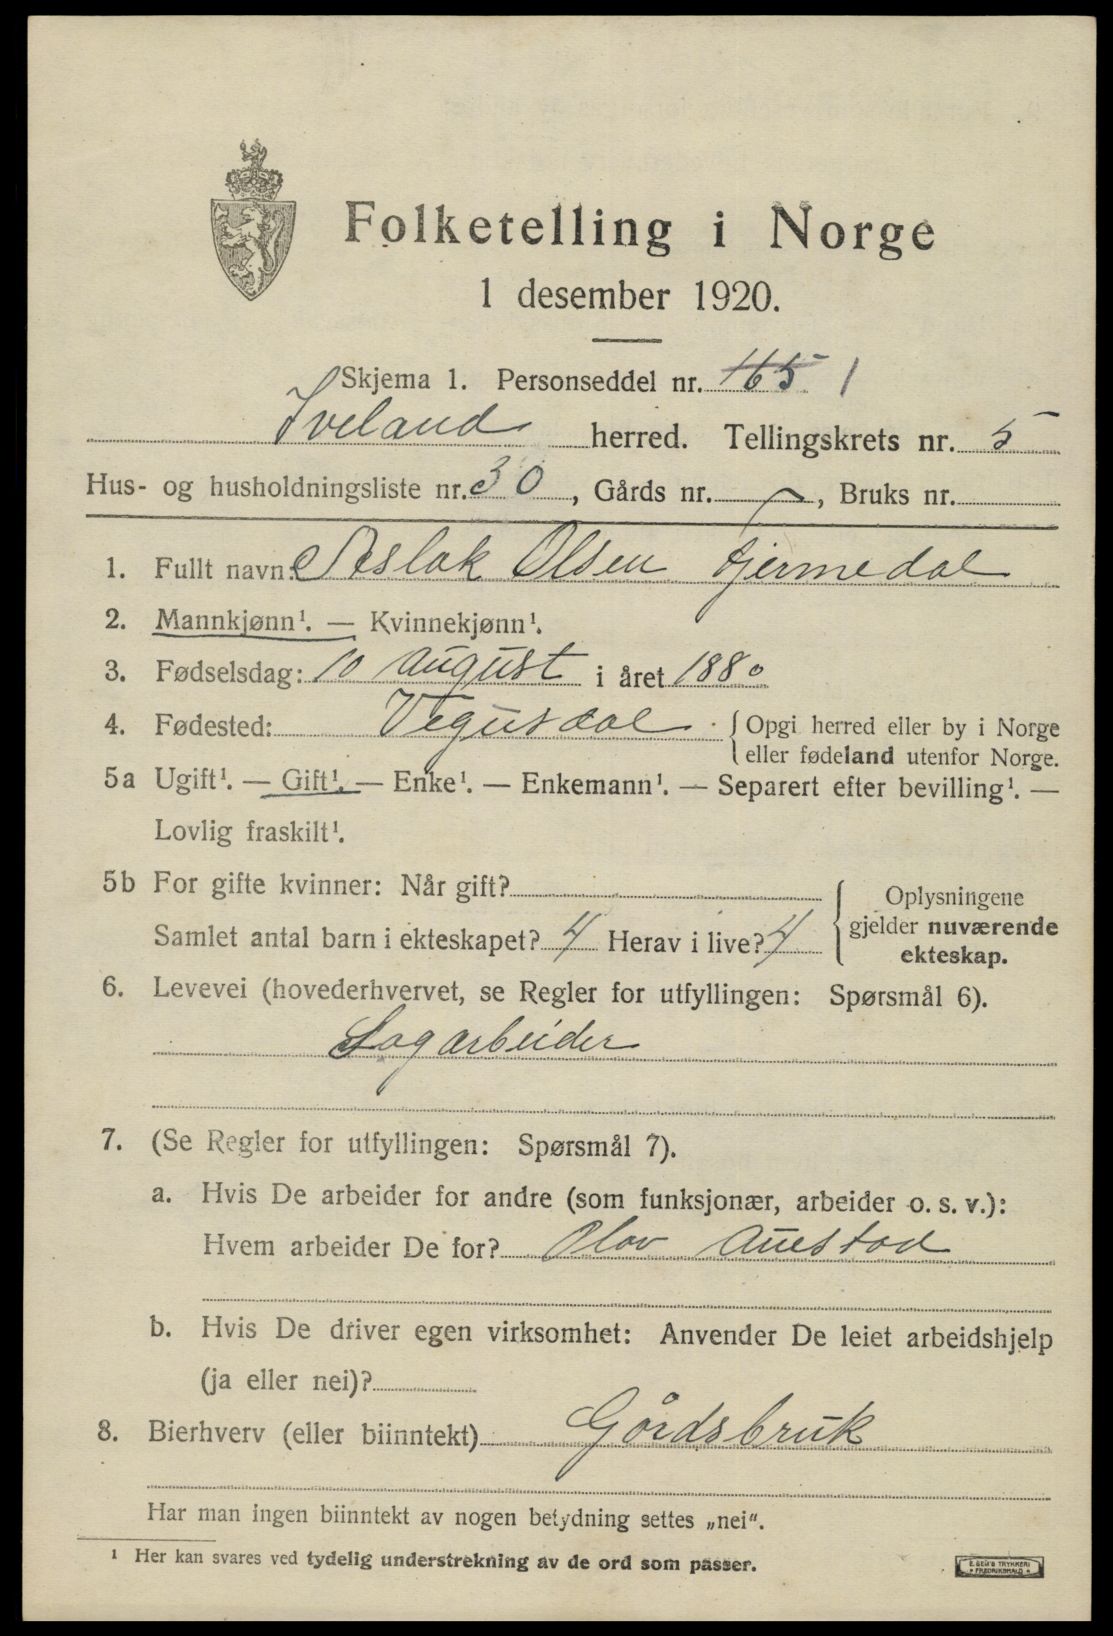 Folketelling i Norge
1 desember 1920.
Skjema 1. Personseddel nr. 165 1
Iveland herred. Tellingskrets nr. 5
Hus- og husholdningsliste nr. 30, Gårds nr. , Bruks nr.
1. Fullt navn: Aslak Olsen Gjermedal
2. Mannkjønn¹. — Kvinnekjønn¹.
3. Fødselsdag: 10 August i året 1880
4. Fødested: Vegusdal . { Opgi herred eller by i Norge
eller fødeland utenfor Norge.
5a Ugift¹. — Gift¹. — Enke¹. — Enkemann¹. — Separert efter bevilling¹. —
Lovlig fraskilt¹.
5b For gifte kvinner: Når gift?
Samlet antal barn i ekteskapet? 4 Herav i live? 4
Oplysningene
gjelder nuværende
ekteskap.
6. Levevei (hovederhvervet, se Regler for utfyllingen: Spørsmål 6).
Sagarbeider
7. (Se Regler for utfyllingen: Spørsmål 7).
a. Hvis De arbeider for andre (som funksjonær, arbeider o. s. v.):
Hvem arbeider De for? Olav Auestad
b. Hvis De driver egen virksomhet: Anvender De leiet arbeidshjelp
(ja eller nei)?
8. Bierhverv (eller biinntekt) Gårdsbruk
Har man ingen biinntekt av nogen betydning settes „nei".
¹ Her kan svares ved tydelig understrekning av de ord som passer.
E. SEM'S TRYKKERI
* FREDRIKSHALD *